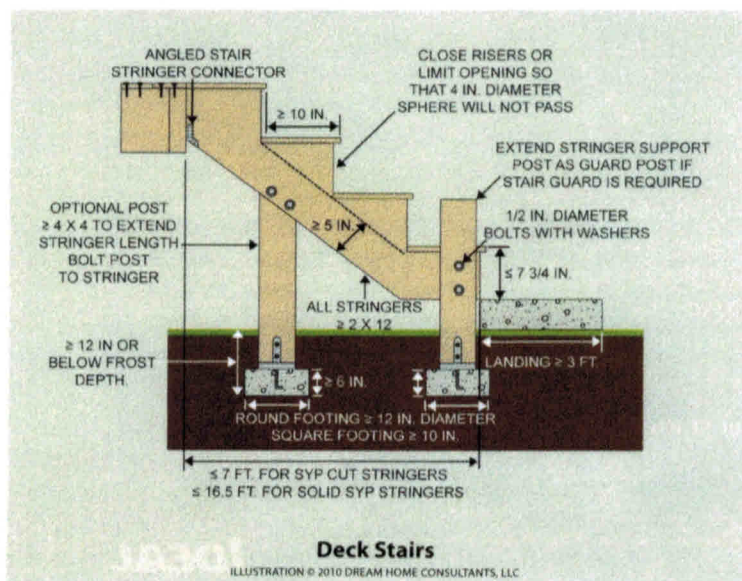 ANGLED STAIR
STRINGER CONNECTOR
CLOSE RISERS OR
LIMIT OPENING SO
THAT 4 IN. DIAMETER
SPHERE WILL NOT PASS
≥ 10 IN.
EXTEND STRINGER SUPPORT
POST AS GUARD POST IF
STAIR GUARD IS REQUIRED
OPTIONAL POST
≥ 4 X 4 TO EXTEND
STRINGER LENGTH
BOLT POST
TO STRINGER
≥ 5 IN.
1/2 IN. DIAMETER
BOLTS WITH WASHERS
≤ 7 3/4 IN.
ALL STRINGERS
≥ 2 X 12
≥ 12 IN OR
BELOW FROST
DEPTH.
LANDING ≥ 3 FT.
≥ 6 IN.
ROUND FOOTING ≥ 12 IN. DIAMETER
SQUARE FOOTING ≥ 10 IN.
≤ 7 FT. FOR SYP CUT STRINGERS
≤ 16.5 FT. FOR SOLID SYP STRINGERS
Deck Stairs
ILLUSTRATION © 2010 DREAM HOME CONSULTANTS, LLC